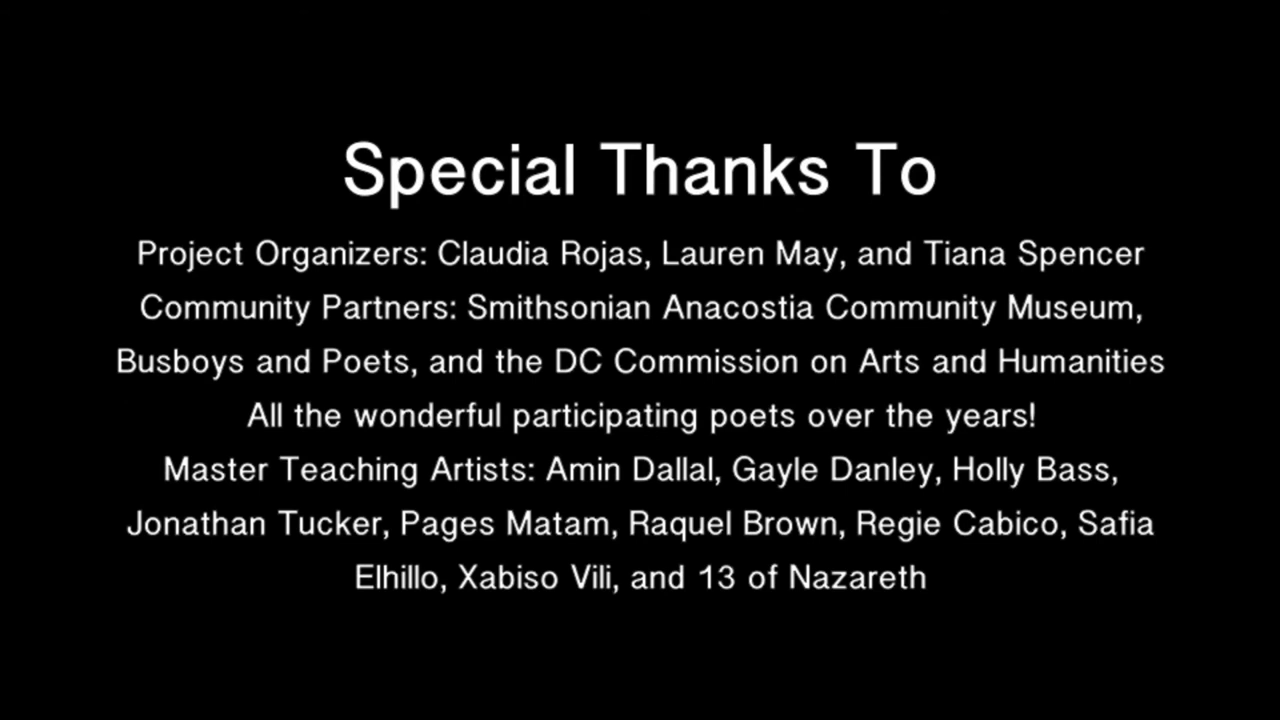 Special Thanks To
Project Organizers: Claudia Rojas, Lauren May, and Tiana Spencer
Community Partners: Smithsonian Anacostia Community Museum,
Busboys and Poets, and the DC Commission on Arts and Humanities
All the wonderful participating poets over the years!
Master Teaching Artists: Amin Dallal, Gayle Danley, Holly Bass,
Jonathan Tucker, Pages Matam, Raquel Brown, Regie Cabico, Safia
Elhillo, Xabiso Vili, and 13 of Nazareth